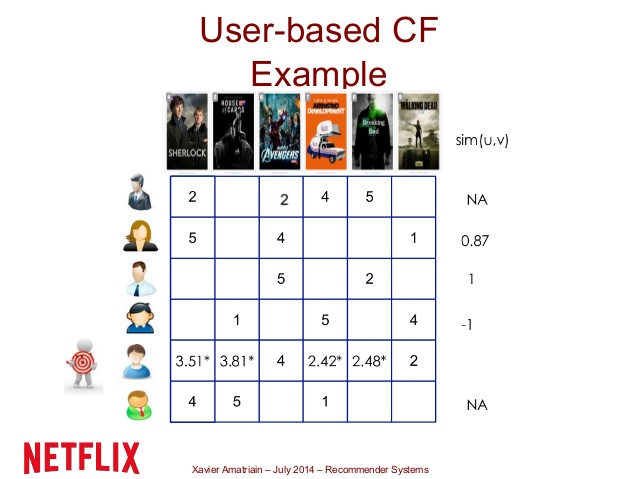 User-based CF
Example
SHERLOCK HOUSE of CARDS AVENGERS ARRESTED DEVELOPMENT Breaking Bad WALKING DEAD
sim(u,v)
2 2 4 5 NA
5 4 1 0.87
5 2 1
1 5 4 -1
3.51* 3.81* 4 2.42* 2.48* 2
4 5 1 NA
NETFLIX
Xavier Amatriain – July 2014 – Recommender Systems